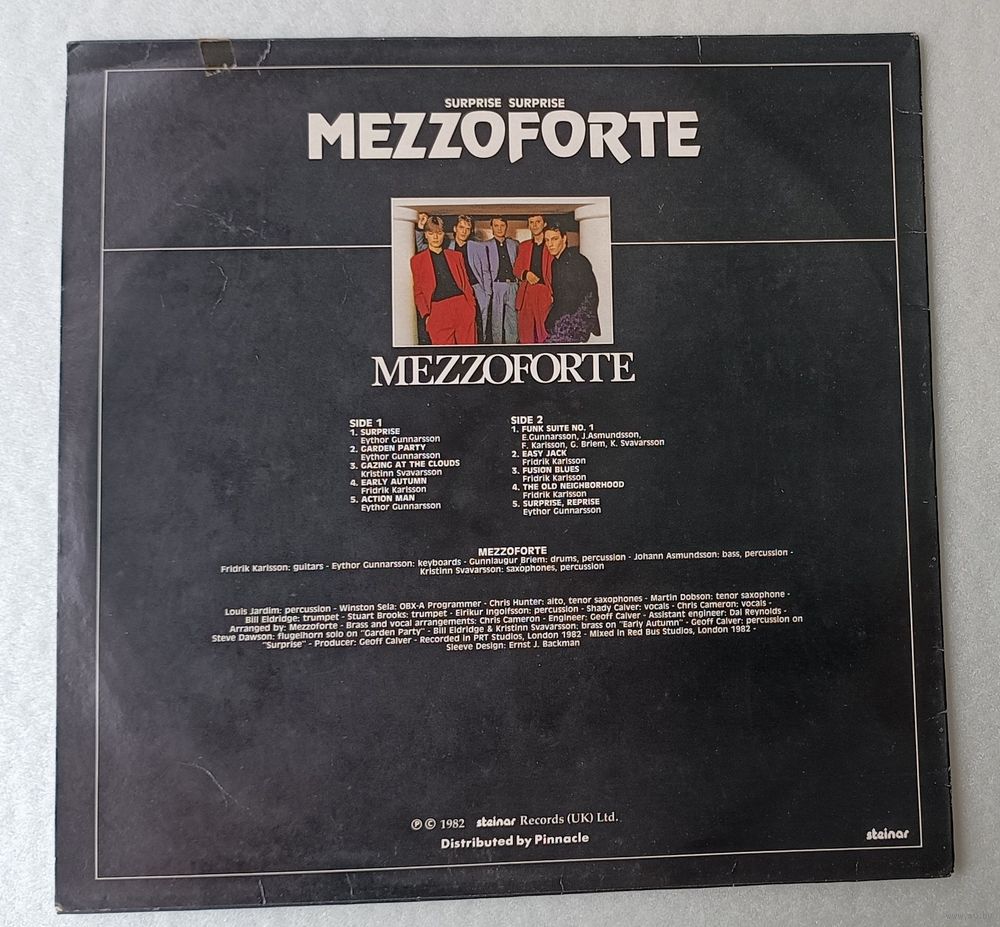 SURPRISE SURPRISE
MEZZOFORTE
MEZZOFORTE
SIDE 1
1. SURPRISE
Eythor Gunnarsson
2. GARDEN PARTY
Eythor Gunnarsson
3. GAZING AT THE CLOUDS
Kristinn Svavarsson
4. EARLY AUTUMN
Fridrik Karlsson
5. ACTION MAN
Eythor Gunnarsson
SIDE 2
1. FUNK SUITE NO. 1
E.Gunnarsson, J.Asmundsson,
F. Karlsson, G. Briem, K. Svavarsson
2. EASY JACK
Fridrik Karlsson
3. FUSION BLUES
Fridrik Karlsson
4. THE OLD NEIGHBORHOOD
Fridrik Karlsson
5. SURPRISE, REPRISE
Eythor Gunnarsson
MEZZOFORTE
Fridrik Karlsson: guitars - Eythor Gunnarsson: keyboards - Gunnlaugur Briem: drums, percussion - Johann Asmundsson: bass, percussion -
Kristinn Svavarsson: saxophones, percussion
Louis Jardim: percussion - Winston Sela: OBX-A Programmer - Chris Hunter: alto, tenor saxophones - Martin Dobson: tenor saxophone -
Bill Eldridge: trumpet - Stuart Brooks: trumpet - Eirikur Ingolfsson: percussion - Shady Calver: vocals - Chris Cameron: vocals -
Arranged by: Mezzoforte - Brass and vocal arrangements: Chris Cameron - Engineer: Geoff Calver - Assistant engineer: Dal Reynolds -
Steve Dawson: flugelhorn solo on "Garden Party" - Bill Eldridge & Kristinn Svavarsson: brass on "Early Autumn" - Geoff Calver: percussion on
"Surprise" - Producer: Geoff Calver - Recorded in PRT Studios, London 1982 - Mixed in Red Bus Studios, London 1982 -
Sleeve Design: Ernst J. Backman
℗ © 1982 steinar Records (UK) Ltd.
Distributed by Pinnacle
steinar